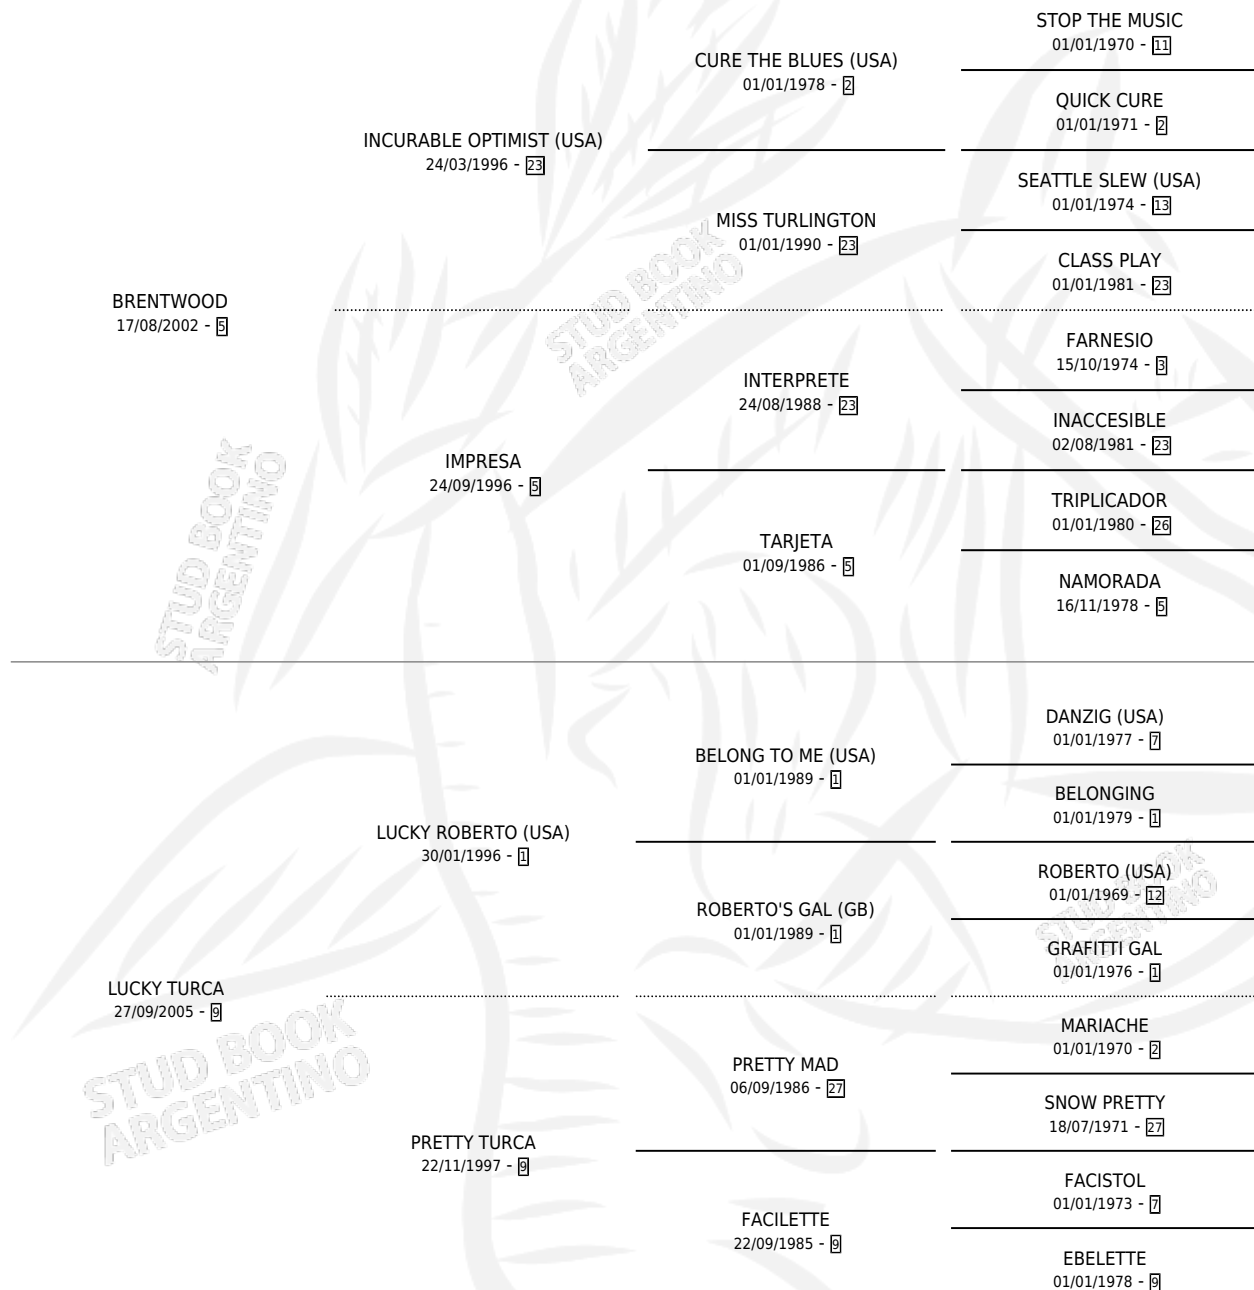 STOP THE MUSIC
01/01/1970 - 11
CURE THE BLUES (USA)
01/01/1978 - 2
QUICK CURE
01/01/1971 - 2
INCURABLE OPTIMIST (USA)
24/03/1996 - 23
SEATTLE SLEW (USA)
01/01/1974 - 13
MISS TURLINGTON
01/01/1990 - 23
CLASS PLAY
01/01/1981 - 23
BRENTWOOD
17/08/2002 - 5
FARNESIO
15/10/1974 - 3
INTERPRETE
24/08/1988 - 23
INACCESIBLE
02/08/1981 - 23
IMPRESA
24/09/1996 - 5
TRIPLICADOR
01/01/1980 - 26
TARJETA
01/09/1986 - 5
NAMORADA
16/11/1978 - 5
DANZIG (USA)
01/01/1977 - 7
BELONG TO ME (USA)
01/01/1989 - 1
BELONGING
01/01/1979 - 1
LUCKY ROBERTO (USA)
30/01/1996 - 1
ROBERTO (USA)
01/01/1969 - 12
ROBERTO'S GAL (GB)
01/01/1989 - 1
GRAFITTI GAL
01/01/1976 - 1
LUCKY TURCA
27/09/2005 - 9
MARIACHE
01/01/1970 - 2
PRETTY MAD
06/09/1986 - 27
SNOW PRETTY
18/07/1971 - 27
PRETTY TURCA
22/11/1997 - 9
FACISTOL
01/01/1973 - 7
FACILETTE
22/09/1985 - 9
EBELETTE
01/01/1978 - 9
STUD BOOK
ARGENTINO
STUD BOOK
ARGENTINO
STUD BOOK
ARGENTINO
STUD BOOK
ARGENTINO